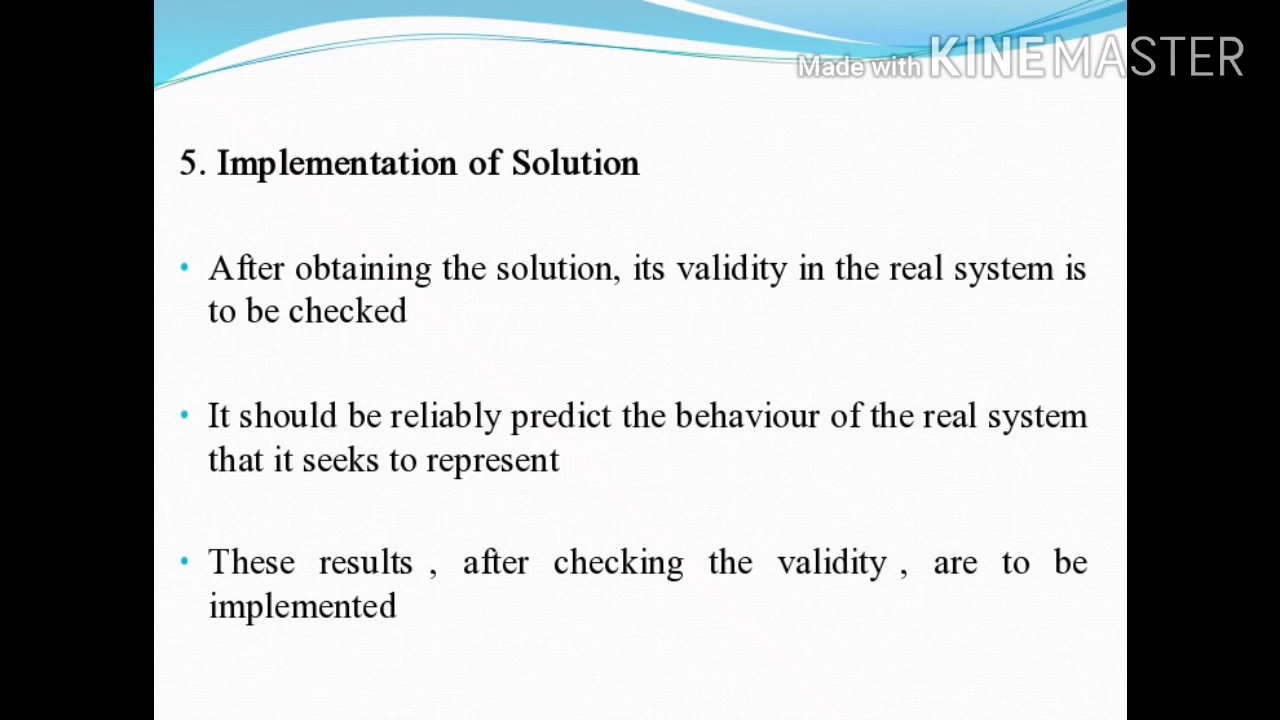 Made with KINEMASTER
5. Implementation of Solution
• After obtaining the solution, its validity in the real system is
to be checked
• It should be reliably predict the behaviour of the real system
that it seeks to represent
• These results , after checking the validity , are to be
implemented